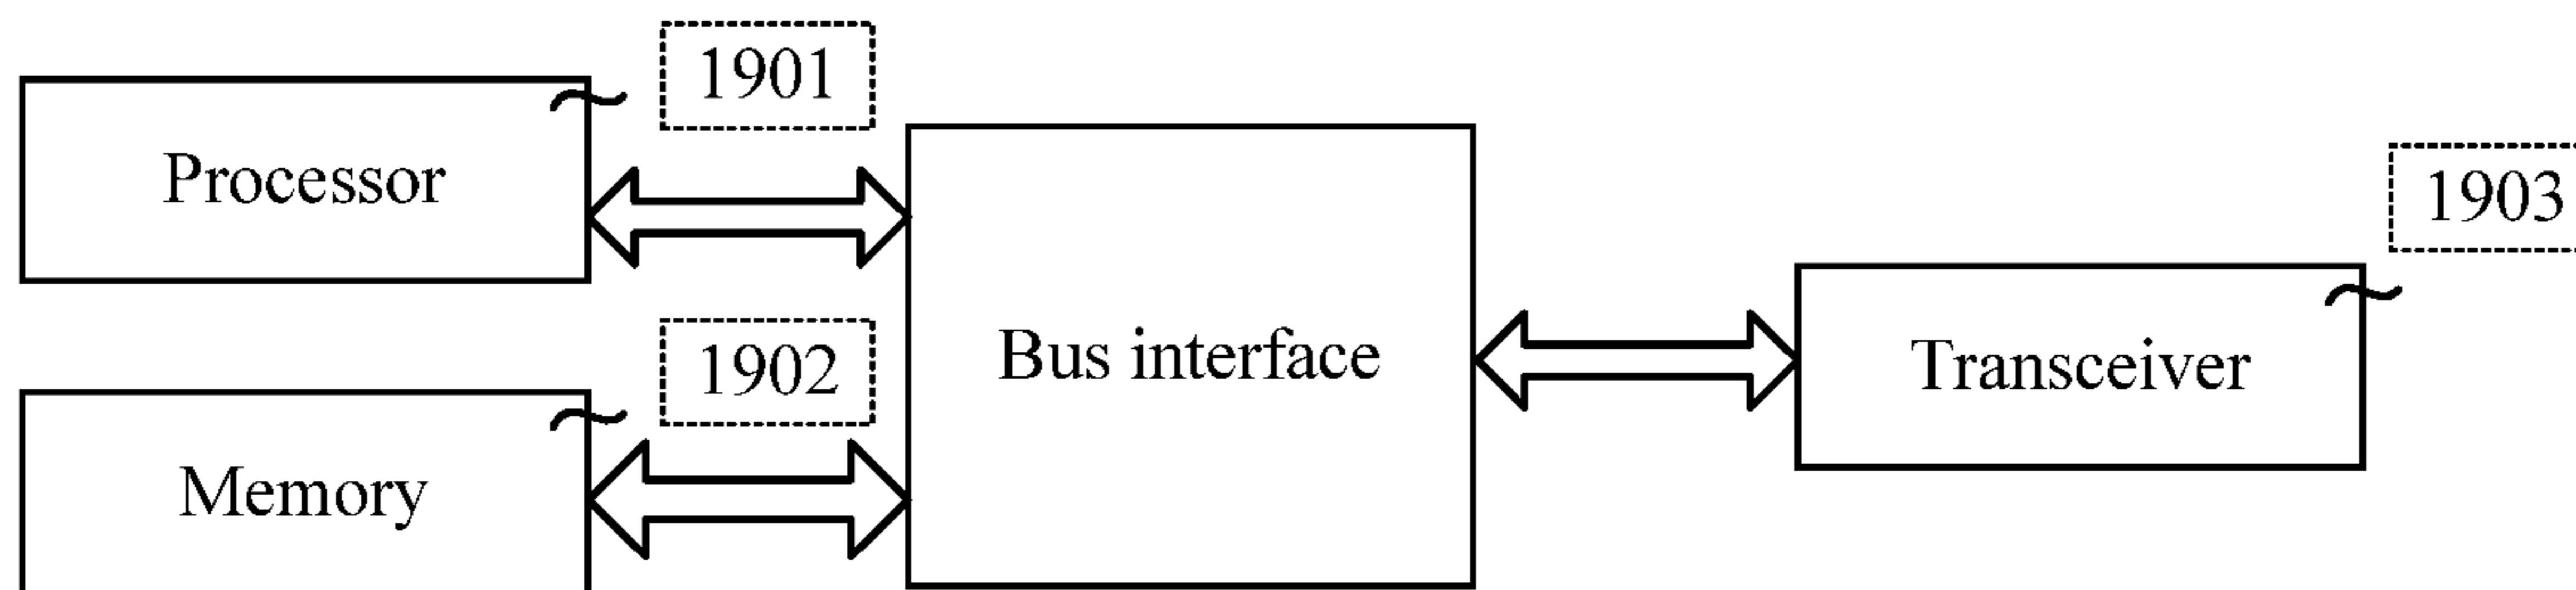 1901
Processor
1903
1902
Bus interface
Transceiver
Memory